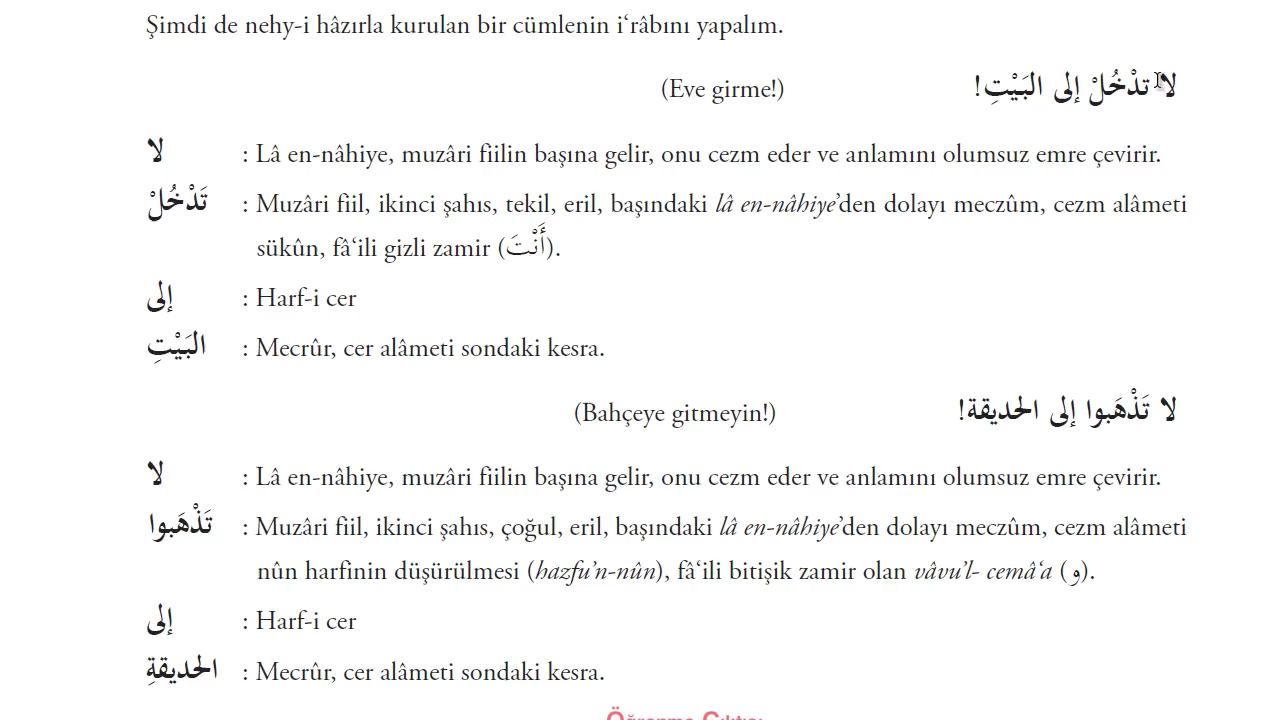 Şimdi de nehy-i hâzırla kurulan bir cümlenin i‘râbını yapalım.
لا تدْخُلْ إلى البَيْتِ! (Eve girme!)
لا : Lâ en-nâhiye, muzâri fiilin başına gelir, onu cezm eder ve anlamını olumsuz emre çevirir.
تَدْخُلْ : Muzâri fiil, ikinci şahıs, tekil, eril, başındaki lâ en-nâhiye’den dolayı meczûm, cezm alâmeti
sükûn, fâ‘ili gizli zamir (أَنْتَ).
إلى : Harf-i cer
البَيْتِ : Mecrûr, cer alâmeti sondaki kesra.
لا تَذْهَبوا إلى الحديقة! (Bahçeye gitmeyin!)
لا : Lâ en-nâhiye, muzâri fiilin başına gelir, onu cezm eder ve anlamını olumsuz emre çevirir.
تَذْهَبوا : Muzâri fiil, ikinci şahıs, çoğul, eril, başındaki lâ en-nâhiye’den dolayı meczûm, cezm alâmeti
nûn harfinin düşürülmesi (hazfu’n-nûn), fâ‘ili bitişik zamir olan vâvu’l- cemâ‘a (و).
إلى : Harf-i cer
الحديقةِ : Mecrûr, cer alâmeti sondaki kesra.